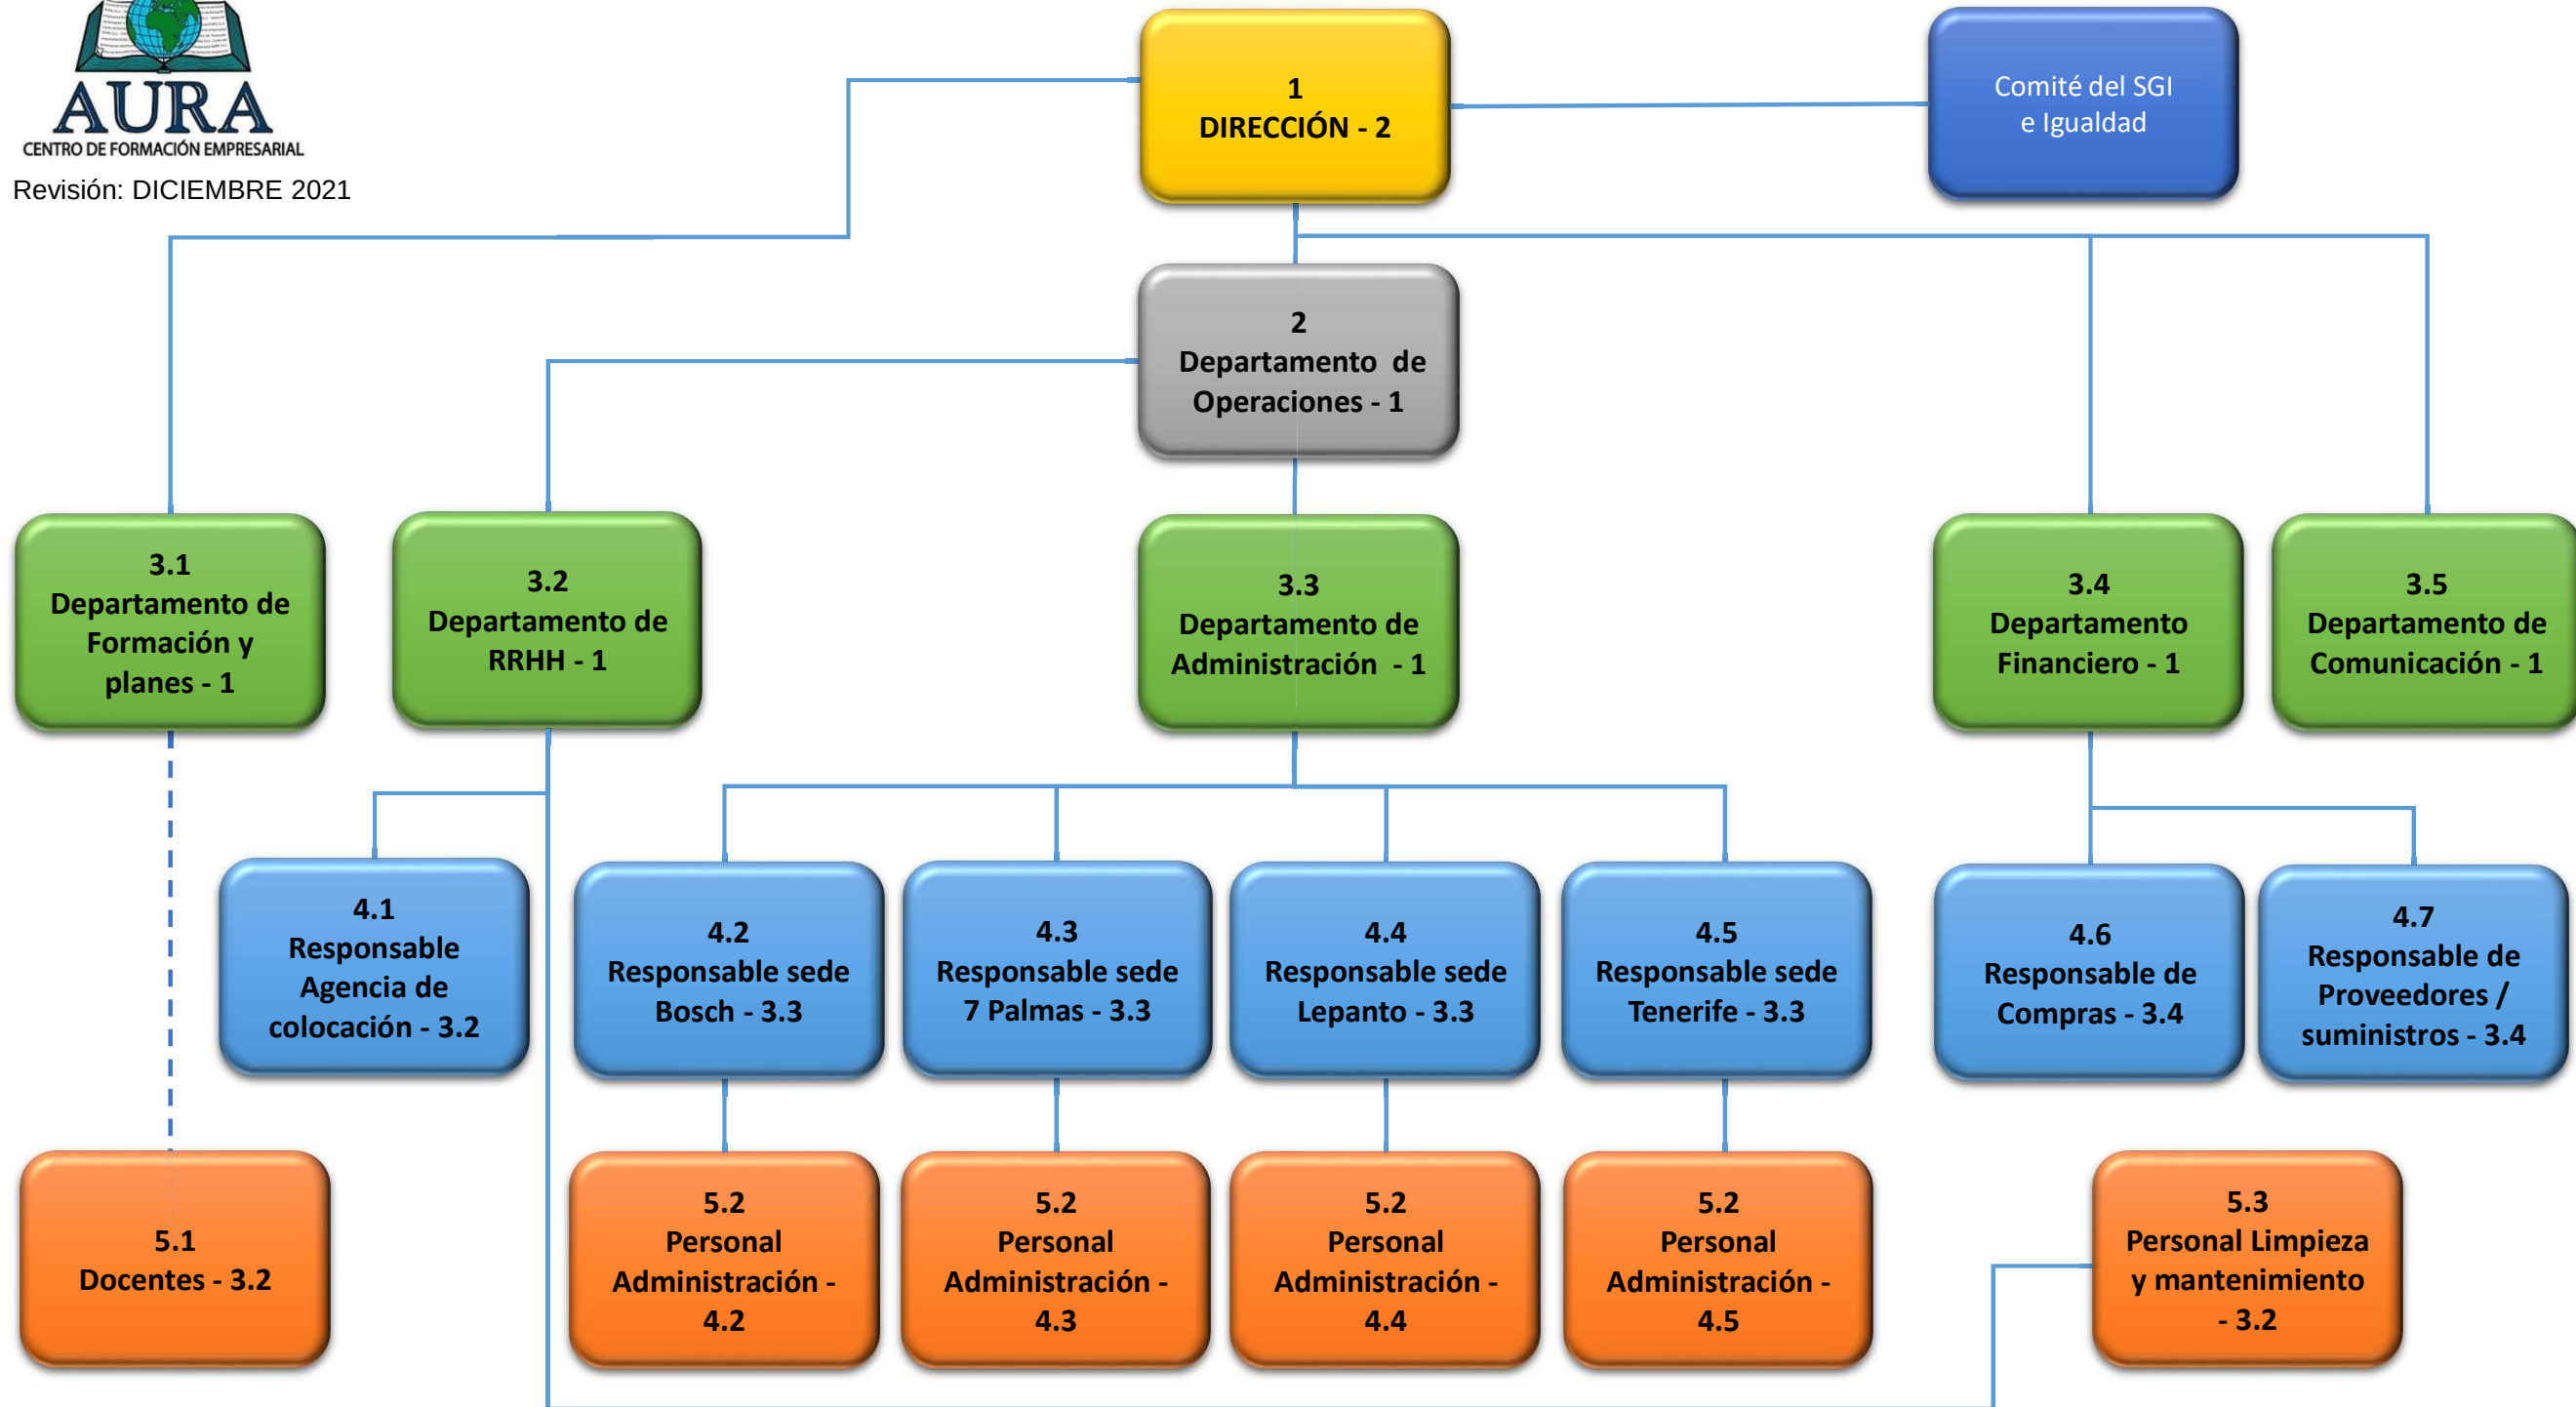 AURA
CENTRO DE FORMACIÓN EMPRESARIAL
Revisión: DICIEMBRE 2021
1
DIRECCIÓN - 2
Comité del SGI
e Igualdad
2
Departamento de
Operaciones - 1
3.1
Departamento de
Formación y
planes - 1
3.2
Departamento de
RRHH - 1
3.3
Departamento de
Administración - 1
3.4
Departamento
Financiero - 1
3.5
Departamento de
Comunicación - 1
4.1
Responsable
Agencia de
colocación - 3.2
4.2
Responsable sede
Bosch - 3.3
4.3
Responsable sede
7 Palmas - 3.3
4.4
Responsable sede
Lepanto - 3.3
4.5
Responsable sede
Tenerife - 3.3
4.6
Responsable de
Compras - 3.4
4.7
Responsable de
Proveedores /
suministros - 3.4
5.1
Docentes - 3.2
5.2
Personal
Administración -
4.2
5.2
Personal
Administración -
4.3
5.2
Personal
Administración -
4.4
5.2
Personal
Administración -
4.5
5.3
Personal Limpieza
y mantenimiento
- 3.2